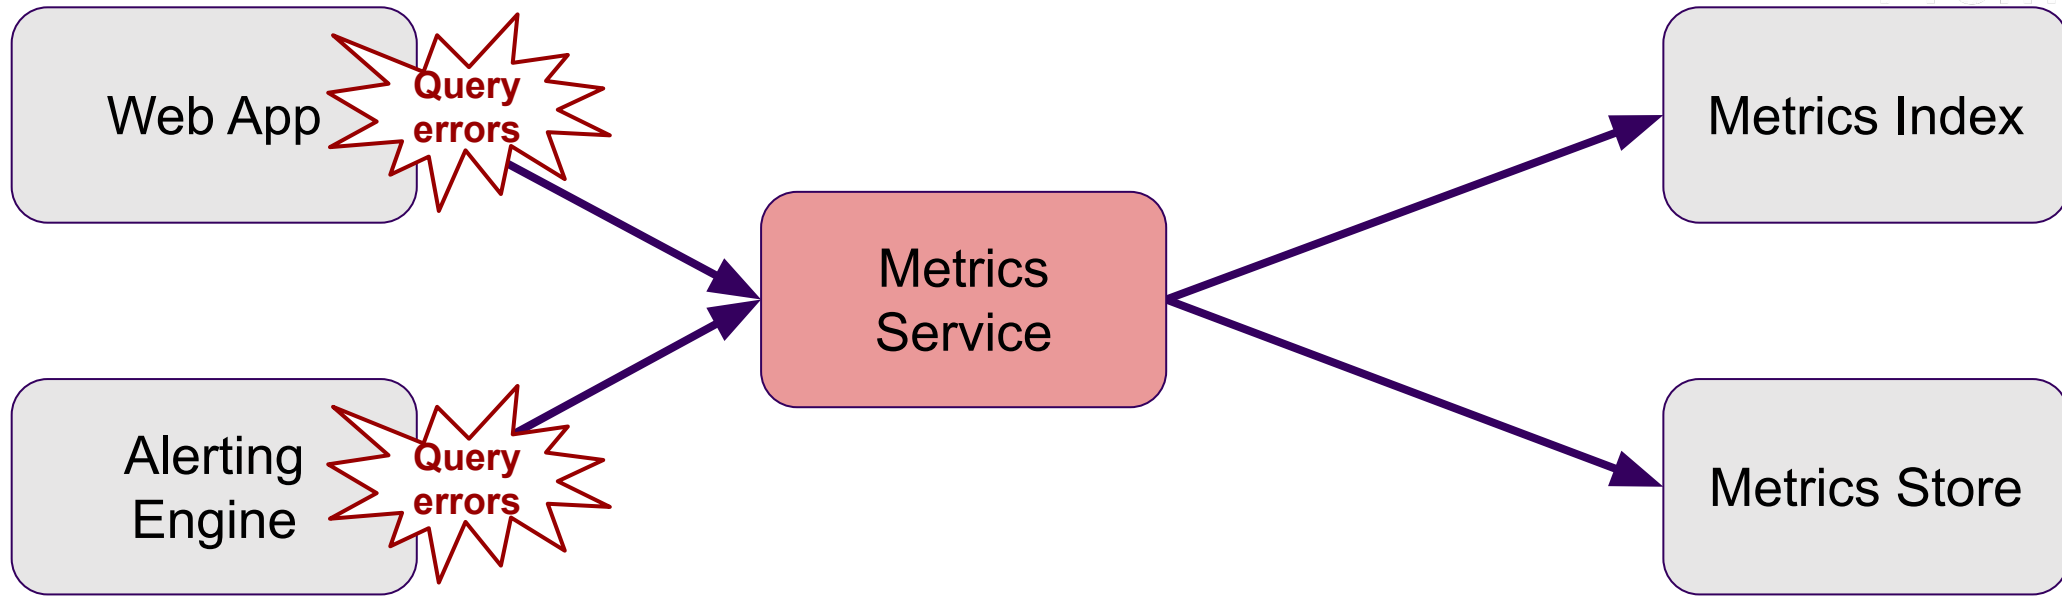 Web App
Query
errors
Metrics Index
Metrics
Service
Alerting
Engine
Query
errors
Metrics Store